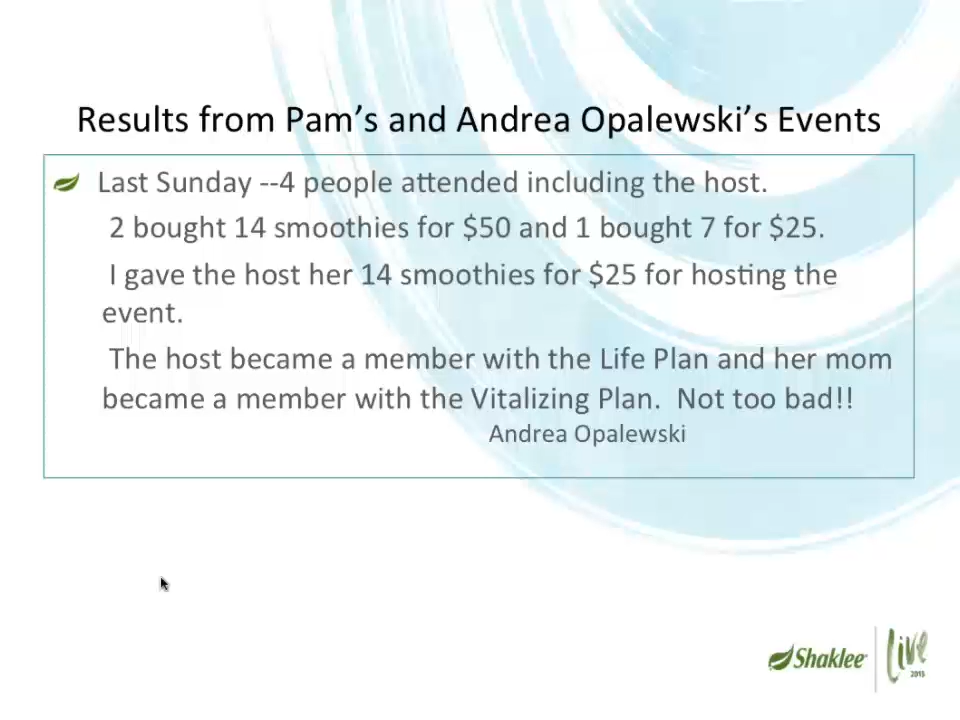 Results from Pam's and Andrea Opalewski's Events
Last Sunday --4 people attended including the host.
2 bought 14 smoothies for $50 and 1 bought 7 for $25.
I gave the host her 14 smoothies for $25 for hosting the
event.
The host became a member with the Life Plan and her mom
became a member with the Vitalizing Plan. Not too bad!!
Andrea Opalewski
Shaklee Live
2015